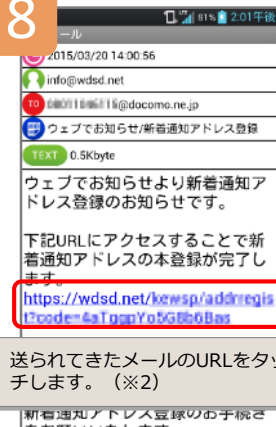 8
81% 2:01午後
ール
2015/03/20 14:00:56
info@wdsd.net
TO @docomo.ne.jp
ウェブでお知らせ/新着通知アドレス登録
TEXT 0.5Kbyte
ウェブでお知らせより新着通知ア
ドレス登録のお知らせです。
下記URLにアクセスすることで新
着通知アドレスの本登録が完了し
ます。
https://wdsd.net/kewsp/addrregis
t?code=4aTggpYo5G8b6Bas
送られてきたメールのURLをタッ
チします。（※2）
新着通知アドレス登録のお手続き